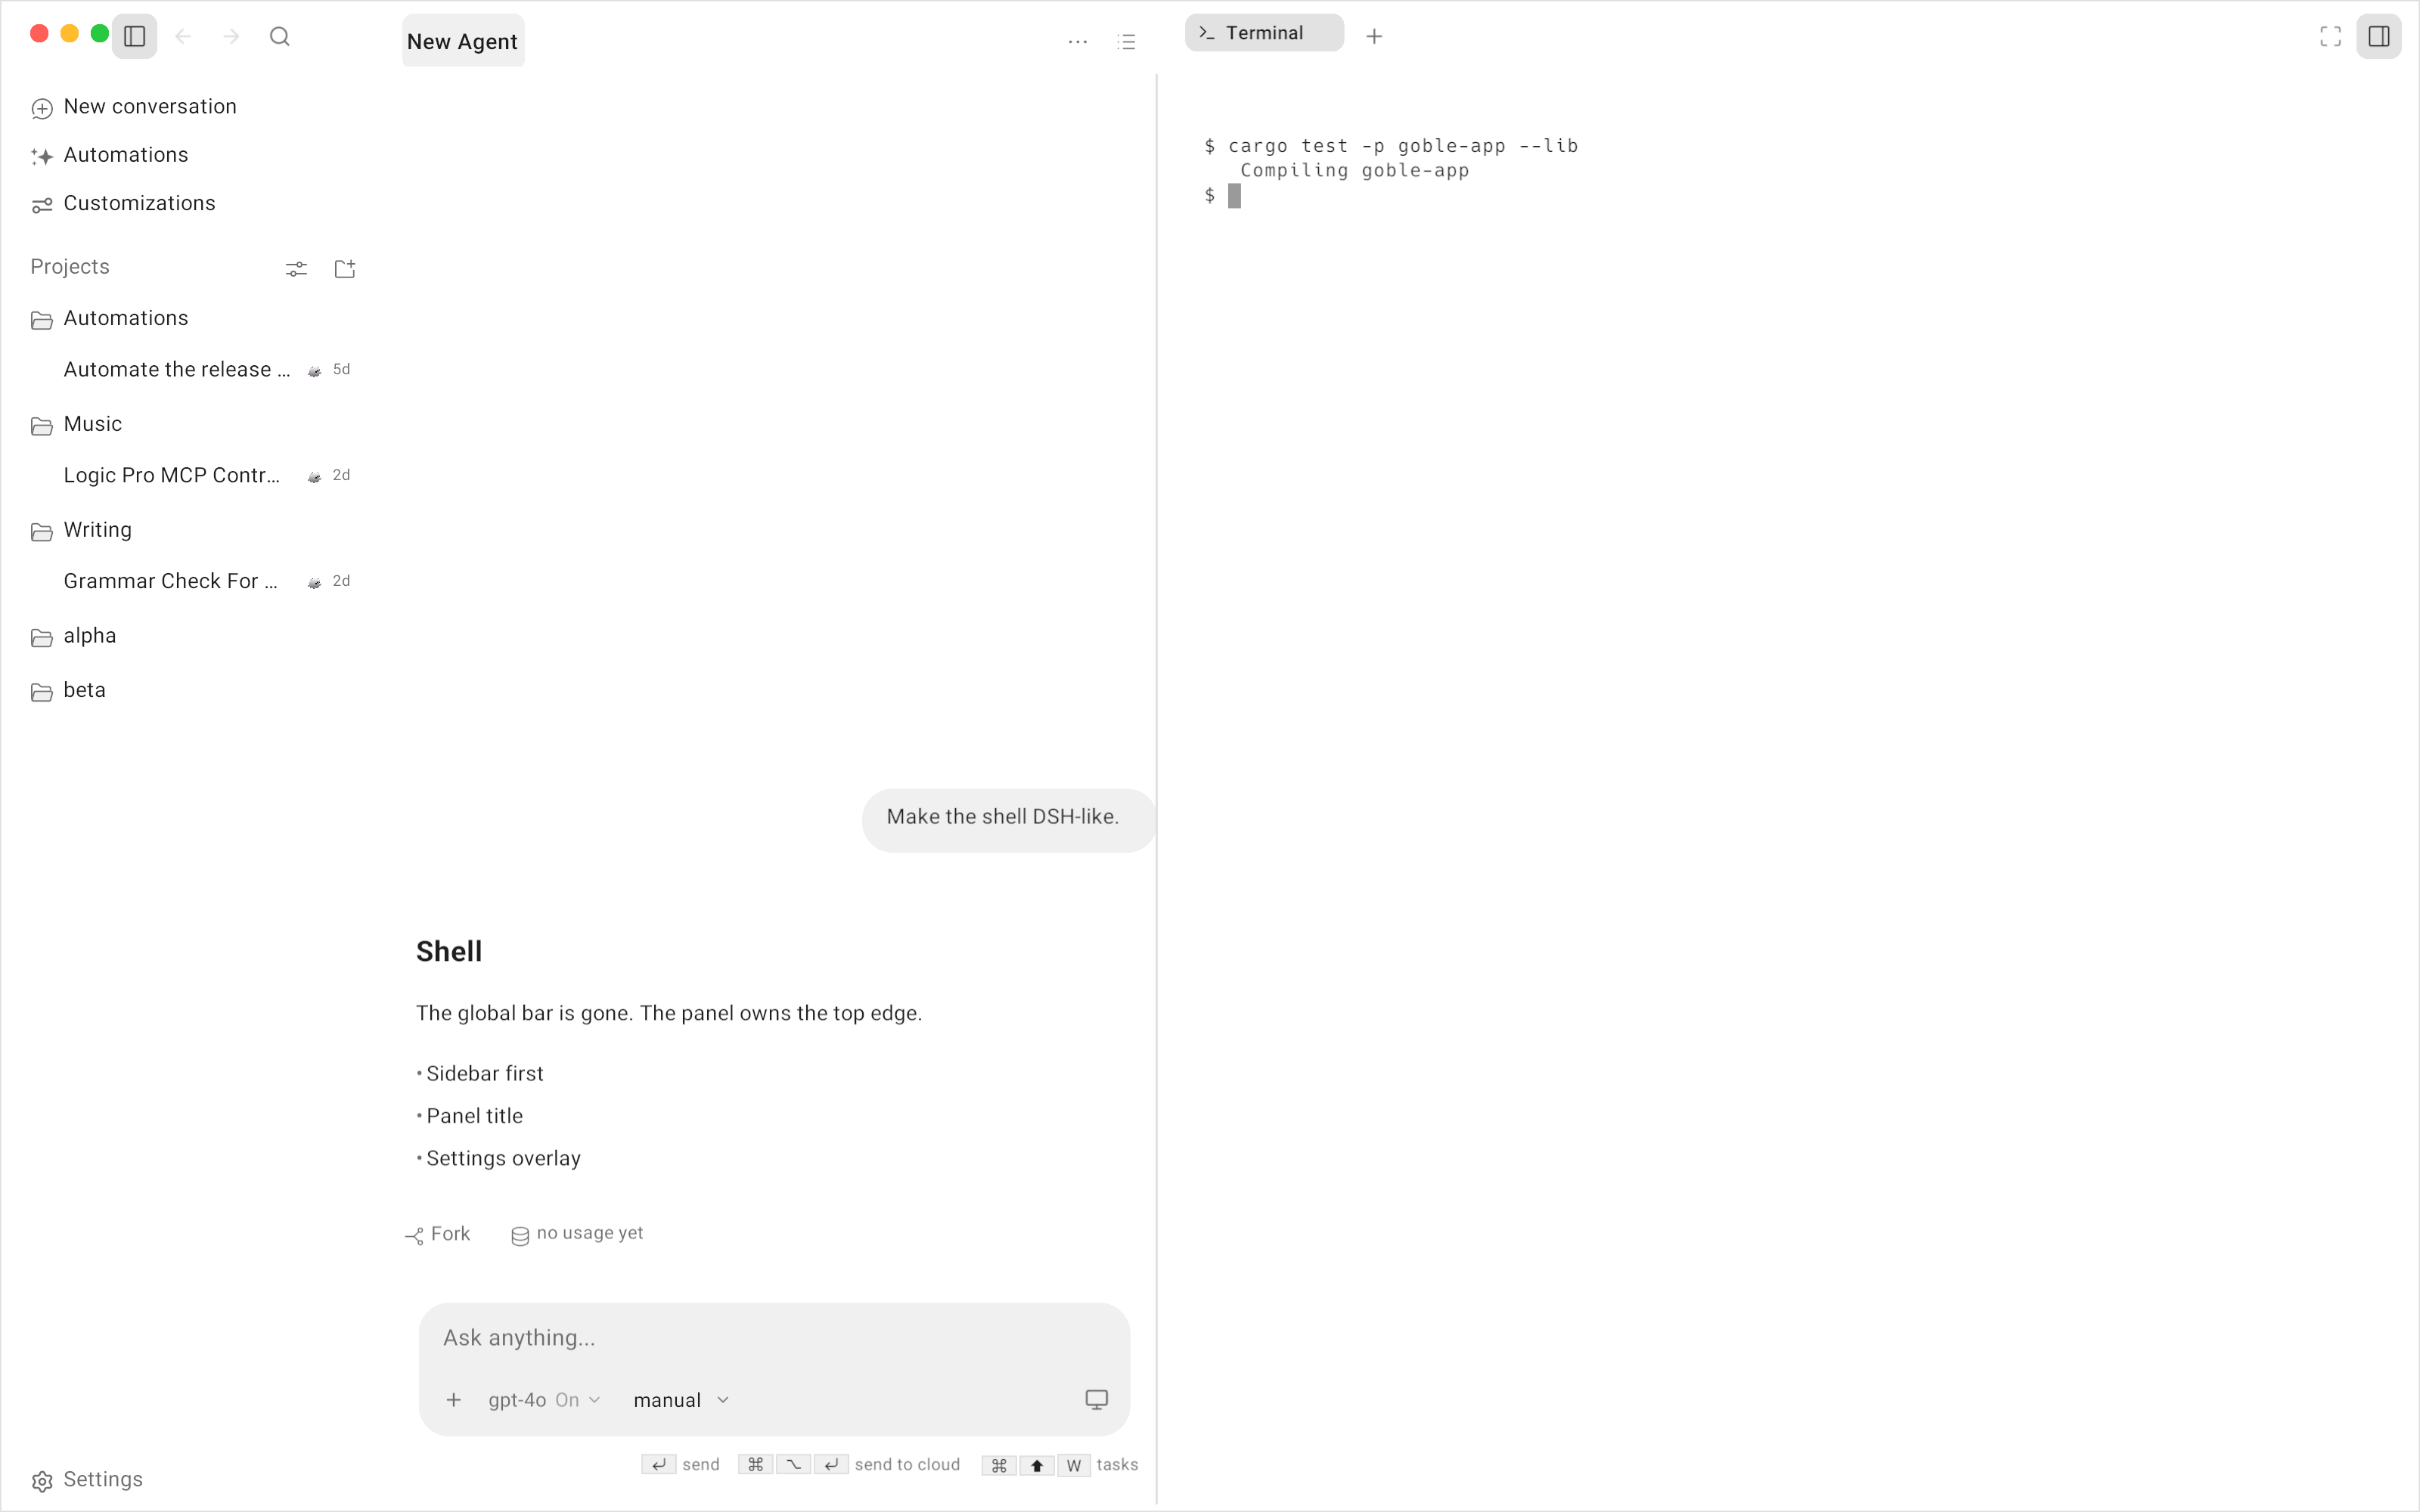 New Agent
Terminal
New conversation
Automations
Customizations
Projects
Automations
Automate the release ... 5d
Music
Logic Pro MCP Contr... 2d
Writing
Grammar Check For ... 2d
alpha
beta
Settings
Make the shell DSH-like.
Shell
The global bar is gone. The panel owns the top edge.
• Sidebar first
• Panel title
• Settings overlay
Fork no usage yet
Ask anything...
gpt-4o On manual
↵ send ⌘ ⌥ ↵ send to cloud ⌘ ⬆ W tasks
$ cargo test -p goble-app --lib
Compiling goble-app
$